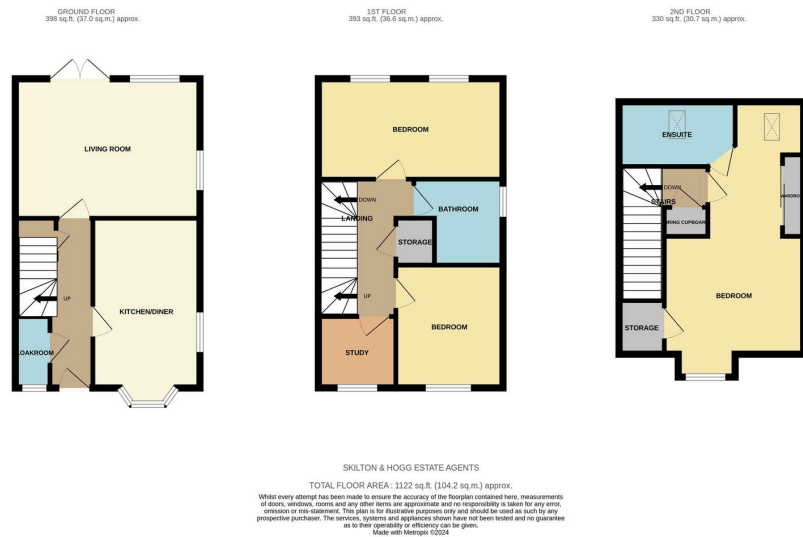 GROUND FLOOR
398 sq.ft. (37.0 sq.m.) approx.
LIVING ROOM
UP
KITCHEN/DINER
LOAKROOM
1ST FLOOR
393 sq.ft. (36.6 sq.m.) approx.
BEDROOM
DOWN
LANDING
BATHROOM
STORAGE
UP
BEDROOM
STUDY
2ND FLOOR
330 sq.ft. (30.7 sq.m.) approx.
ENSUITE
DOWN
STAIRS
WARDRO
IRING CUPBOAR
BEDROOM
STORAGE
SKILTON & HOGG ESTATE AGENTS
TOTAL FLOOR AREA : 1122 sq.ft. (104.2 sq.m.) approx.
Whilst every attempt has been made to ensure the accuracy of the floorplan contained here, measurements
of doors, windows, rooms and any other items are approximate and no responsibility is taken for any error,
omission or mis-statement. This plan is for illustrative purposes only and should be used as such by any
prospective purchaser. The services, systems and appliances shown have not been tested and no guarantee
as to their operability or efficiency can be given.
Made with Metropix ©2024